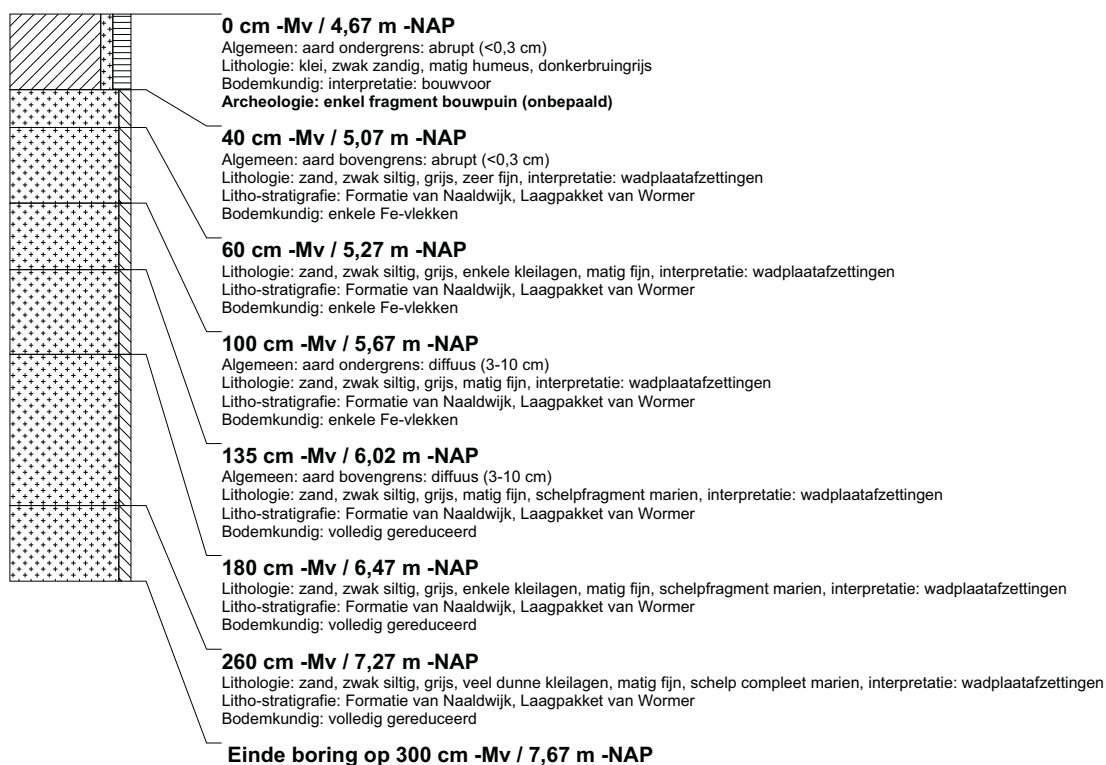 0 cm -Mv / 4,67 m -NAP
Algemeen: aard ondergrens: abrupt (<0,3 cm)
Lithologie: klei, zwak zandig, matig humeus, donkerbruingrijs
Bodemkundig: interpretatie: bouwvoor
Archeologie: enkel fragment bouwpuin (onbepaald)
40 cm -Mv / 5,07 m -NAP
Algemeen: aard bovengrens: abrupt (<0,3 cm)
Lithologie: zand, zwak siltig, grijs, zeer fijn, interpretatie: wadplaatafzettingen
Litho-stratigrafie: Formatie van Naaldwijk, Laagpakket van Wormer
Bodemkundig: enkele Fe-vlekken
60 cm -Mv / 5,27 m -NAP
Lithologie: zand, zwak siltig, grijs, enkele kleilagen, matig fijn, interpretatie: wadplaatafzettingen
Litho-stratigrafie: Formatie van Naaldwijk, Laagpakket van Wormer
Bodemkundig: enkele Fe-vlekken
100 cm -Mv / 5,67 m -NAP
Algemeen: aard ondergrens: diffuus (3-10 cm)
Lithologie: zand, zwak siltig, grijs, matig fijn, interpretatie: wadplaatafzettingen
Litho-stratigrafie: Formatie van Naaldwijk, Laagpakket van Wormer
Bodemkundig: enkele Fe-vlekken
135 cm -Mv / 6,02 m -NAP
Algemeen: aard bovengrens: diffuus (3-10 cm)
Lithologie: zand, zwak siltig, grijs, matig fijn, schelpfragment marien, interpretatie: wadplaatafzettingen
Litho-stratigrafie: Formatie van Naaldwijk, Laagpakket van Wormer
Bodemkundig: volledig gereduceerd
180 cm -Mv / 6,47 m -NAP
Lithologie: zand, zwak siltig, grijs, enkele kleilagen, matig fijn, schelpfragment marien, interpretatie: wadplaatafzettingen
Litho-stratigrafie: Formatie van Naaldwijk, Laagpakket van Wormer
Bodemkundig: volledig gereduceerd
260 cm -Mv / 7,27 m -NAP
Lithologie: zand, zwak siltig, grijs, veel dunne kleilagen, matig fijn, schelp compleet marien, interpretatie: wadplaatafzettingen
Litho-stratigrafie: Formatie van Naaldwijk, Laagpakket van Wormer
Bodemkundig: volledig gereduceerd
Einde boring op 300 cm -Mv / 7,67 m -NAP